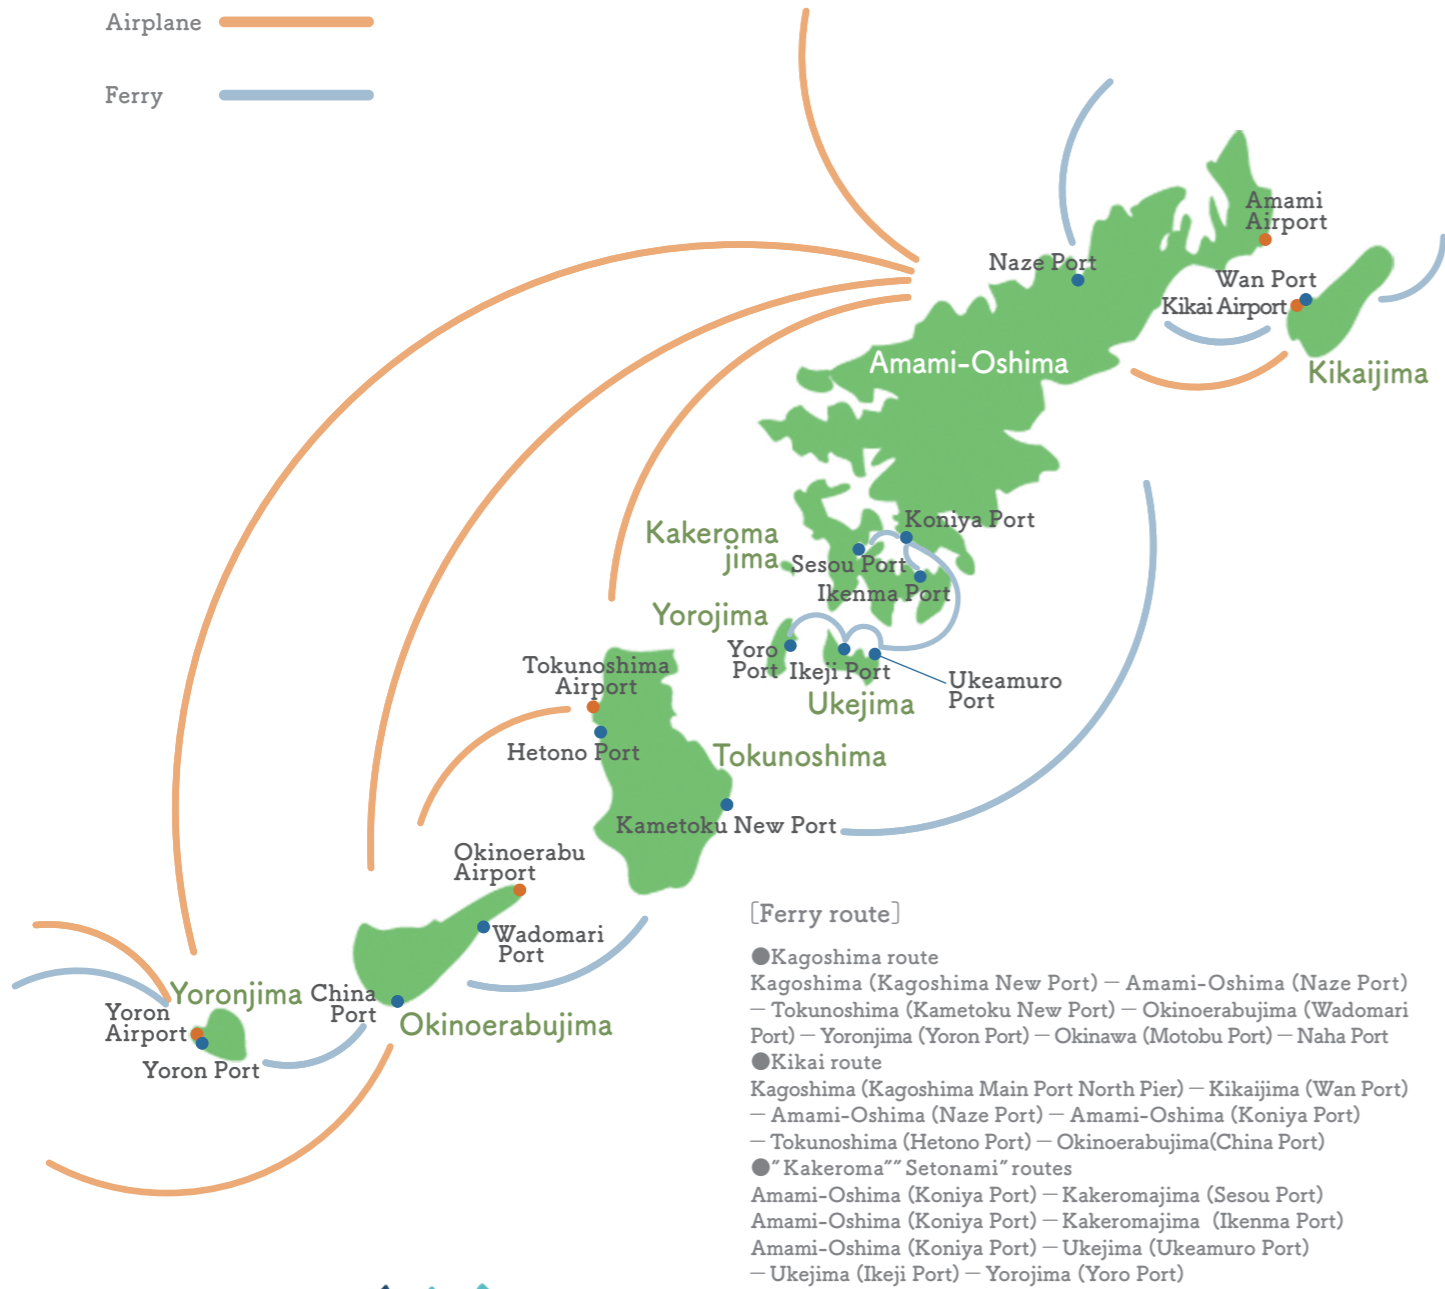 Airplane
Ferry
Amami
Airport
Naze Port
Wan Port
Kikai Airport
Amami-Oshima
Kikaijima
Koniya Port
Kakeroma
jima
Sesou Port
Ikenma Port
Yorojima
Yoro
Port
Ikeji Port
Ukeamuro
Port
Ukejima
Tokunoshima
Airport
Hetono Port
Tokunoshima
Kametoku New Port
Okinoerabu
Airport
Wadomari
Port
China
Port
Okinoerabujima
Yoronjima
Yoron
Airport
Yoron Port
[Ferry route]
●Kagoshima route
Kagoshima (Kagoshima New Port) — Amami-Oshima (Naze Port)
— Tokunoshima (Kametoku New Port) — Okinoerabujima (Wadomari
Port) — Yoronjima (Yoron Port) — Okinawa (Motobu Port) — Naha Port
●Kikai route
Kagoshima (Kagoshima Main Port North Pier) — Kikaijima (Wan Port)
— Amami-Oshima (Naze Port) — Amami-Oshima (Koniya Port)
— Tokunoshima (Hetono Port) — Okinoerabujima(China Port)
●"Kakeroma""Setonami" routes
Amami-Oshima (Koniya Port) — Kakeromajima (Sesou Port)
Amami-Oshima (Koniya Port) — Kakeromajima (Ikenma Port)
Amami-Oshima (Koniya Port) — Ukejima (Ukeamuro Port)
— Ukejima (Ikeji Port) — Yorojima (Yoro Port)